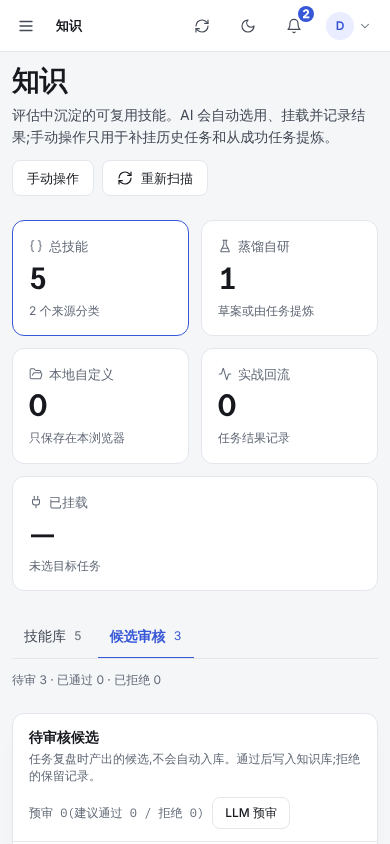 知识
2
D
知识
评估中沉淀的可复用技能。AI 会自动选用、挂载并记录结
果;手动操作只用于补挂历史任务和从成功任务提炼。
手动操作
重新扫描
总技能
5
2 个来源分类
蒸馏自研
1
草案或由任务提炼
本地自定义
0
只保存在本浏览器
实战回流
0
任务结果记录
已挂载
—
未选目标任务
技能库 5
候选审核 3
待审 3 · 已通过 0 · 已拒绝 0
待审核候选
任务复盘时产出的候选,不会自动入库。通过后写入知识库;拒绝
的保留记录。
预审 0(建议通过 0 / 拒绝 0)
LLM 预审